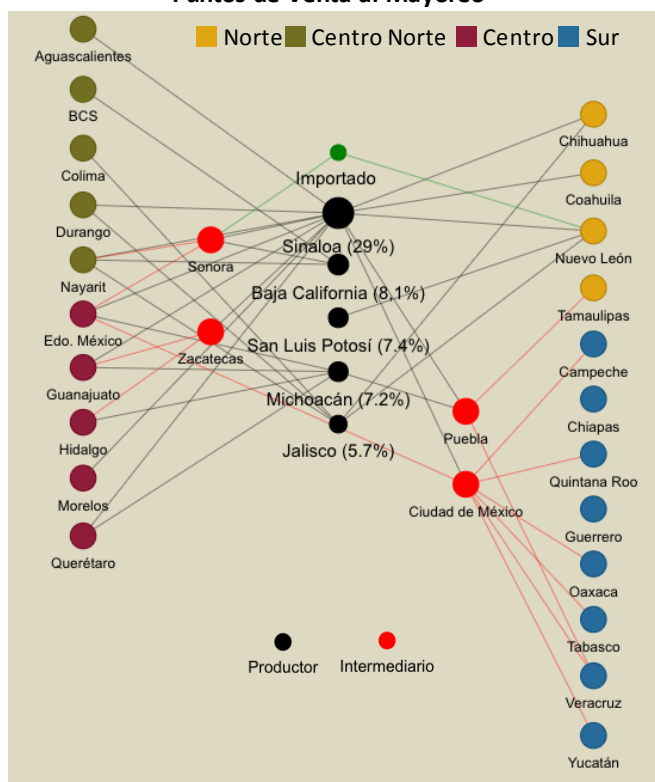 Puntos de Venta al Mayoreo
Norte Centro Norte Centro Sur
Aguascalientes
BCS
Colima
Durango
Nayarit
Edo. México
Guanajuato
Hidalgo
Morelos
Querétaro
Sonora
Zacatecas
Importado
Sinaloa (29%)
Baja California (8,1%)
San Luis Potosí (7.4%)
Michoacán (7.2%)
Jalisco (5.7%)
Puebla
Ciudad de México
Chihuahua
Coahuila
Nuevo León
Tamaulipas
Campeche
Chiapas
Quintana Roo
Guerrero
Oaxaca
Tabasco
Veracruz
Yucatán
Productor
Intermediario